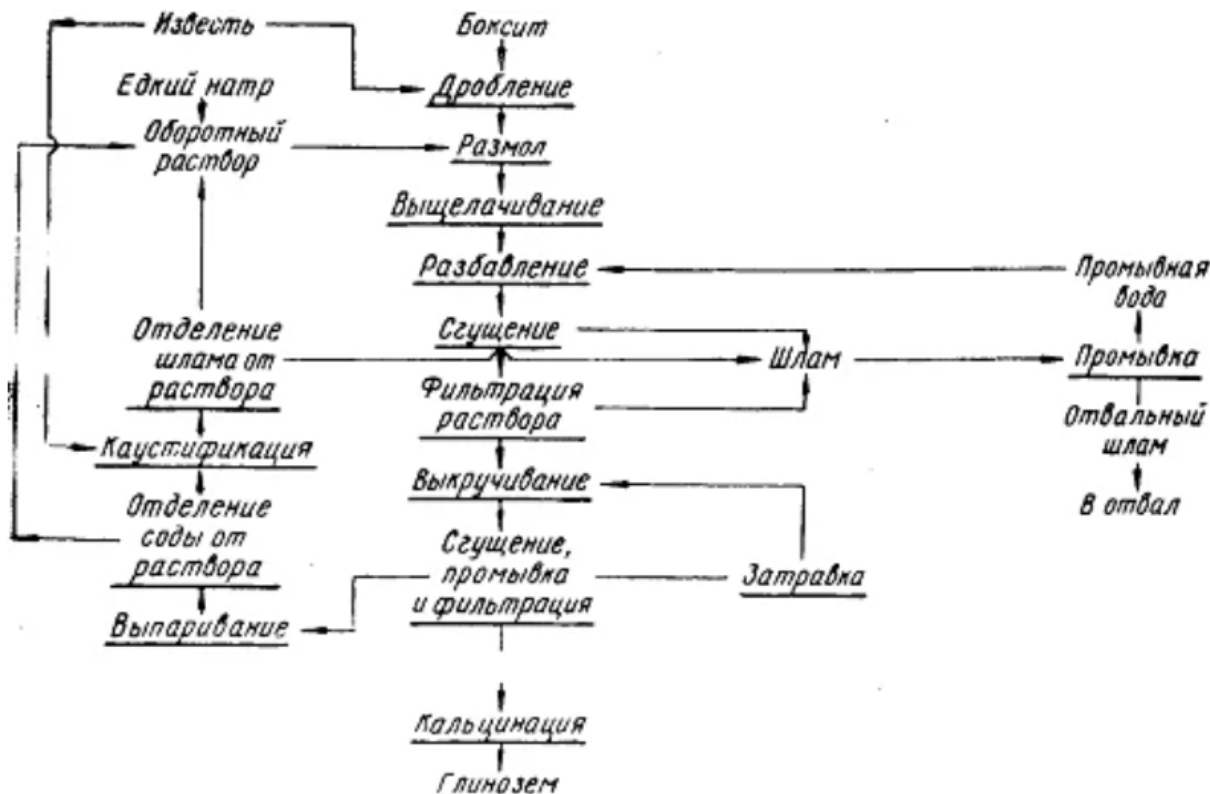 Известь
Боксит
Едкий натр
Дробление
Оборотный
раствор
Размол
Выщелачивание
Разбавление
Промывная
вода
Отделение
шлама от
раствора
Сгущение
Шлам
Промывка
Фильтрация
раствора
Отвальный
шлам
Каустификация
Выкручивание
В отвал
Отделение
соды от
раствора
Сгущение,
промывка
и фильтрация
Затравка
Выпаривание
Кальцинация
Глинозем